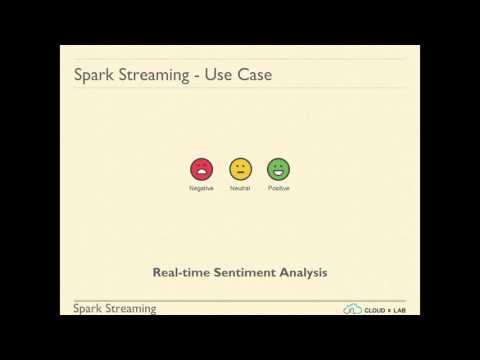 Spark Streaming - Use Case
Negative Neutral Positive
Real-time Sentiment Analysis
Spark Streaming
CLOUD x LAB